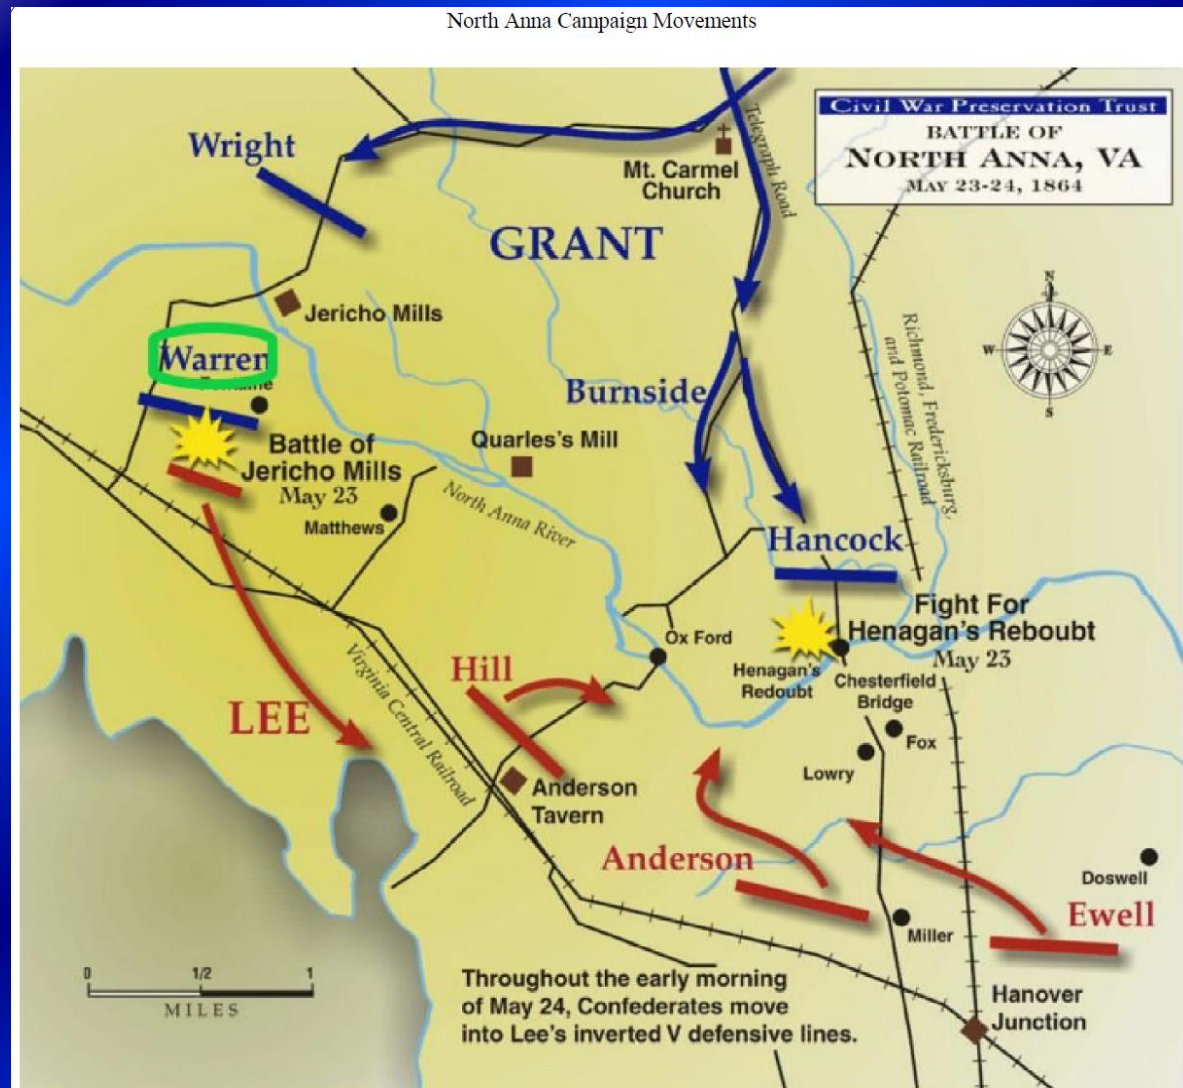 North Anna Campaign Movements
Civil War Preservation Trust
BATTLE OF
NORTH ANNA, VA
MAY 23-24, 1864
Wright
Telegraph Road
Mt. Carmel
Church
GRANT
Jericho Mills
N
W
E
S
Richmond, Fredericksburg,
and Potomac Railroad
Warren
Burnside
Battle of
Jericho Mills
May 23
Quarles's Mill
Matthews
North Anna River
Hancock
Fight For
Henagan's Reboubt
May 23
Ox Ford
Henagan's
Redoubt
Chesterfield
Bridge
Hill
Virginia Central Railroad
LEE
Fox
Lowry
Anderson
Tavern
Anderson
Doswell
Ewell
Miller
Throughout the early morning
of May 24, Confederates move
into Lee's inverted V defensive lines.
Hanover
Junction
0 1/2 1
MILES